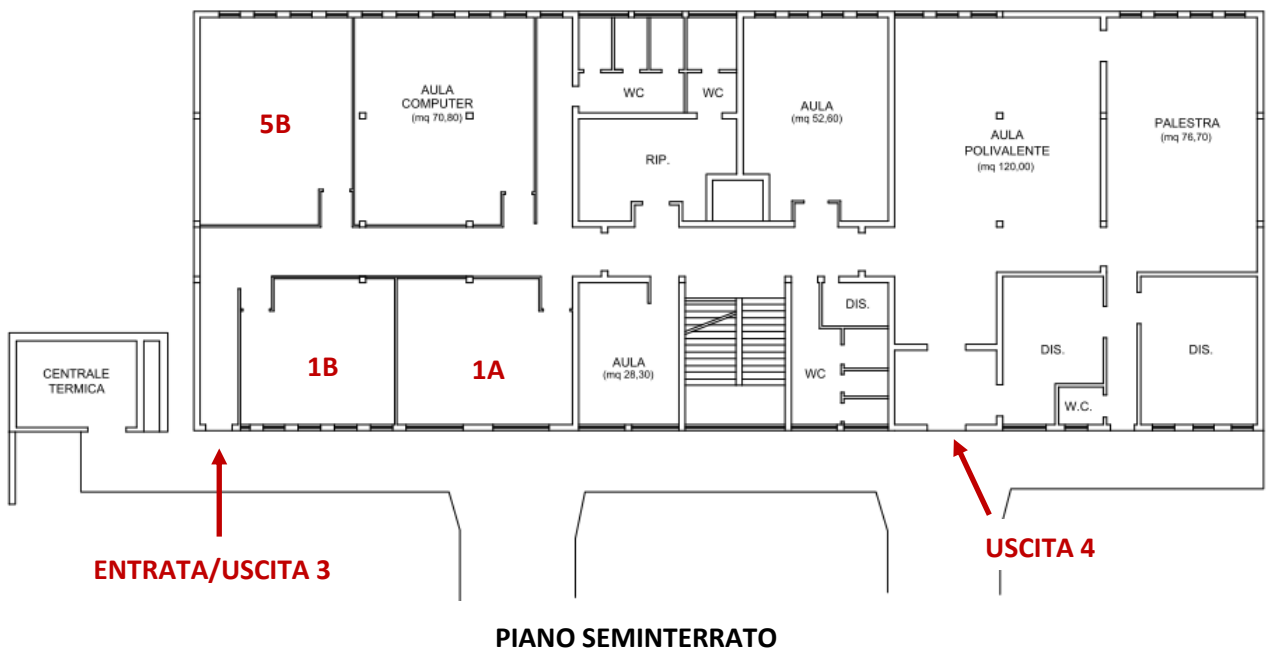 5B
AULA
COMPUTER
(mq 70,80)
WC
WC
RIP.
AULA
(mq 52,60)
AULA
POLIVALENTE
(mq 120,00)
PALESTRA
(mq 76,70)
CENTRALE
TERMICA
1B
1A
AULA
(mq 28,30)
DIS.
WC
DIS.
W.C.
DIS.
ENTRATA/USCITA 3
USCITA 4
PIANO SEMINTERRATO